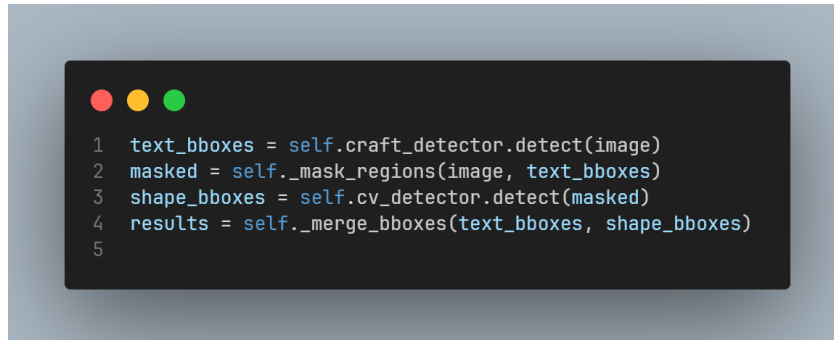 1 text_bboxes = self.craft_detector.detect(image)
2 masked = self._mask_regions(image, text_bboxes)
3 shape_bboxes = self.cv_detector.detect(masked)
4 results = self._merge_bboxes(text_bboxes, shape_bboxes)
5